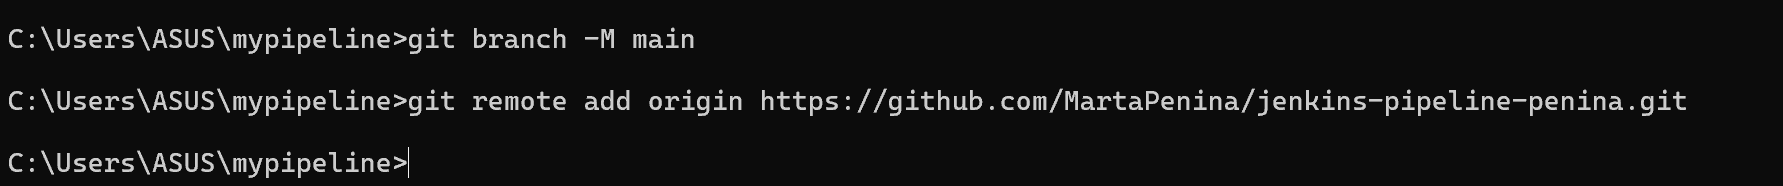 C:\Users\ASUS\mypipeline>git branch -M main
C:\Users\ASUS\mypipeline>git remote add origin https://github.com/MartaPenina/jenkins-pipeline-penina.git
C:\Users\ASUS\mypipeline>